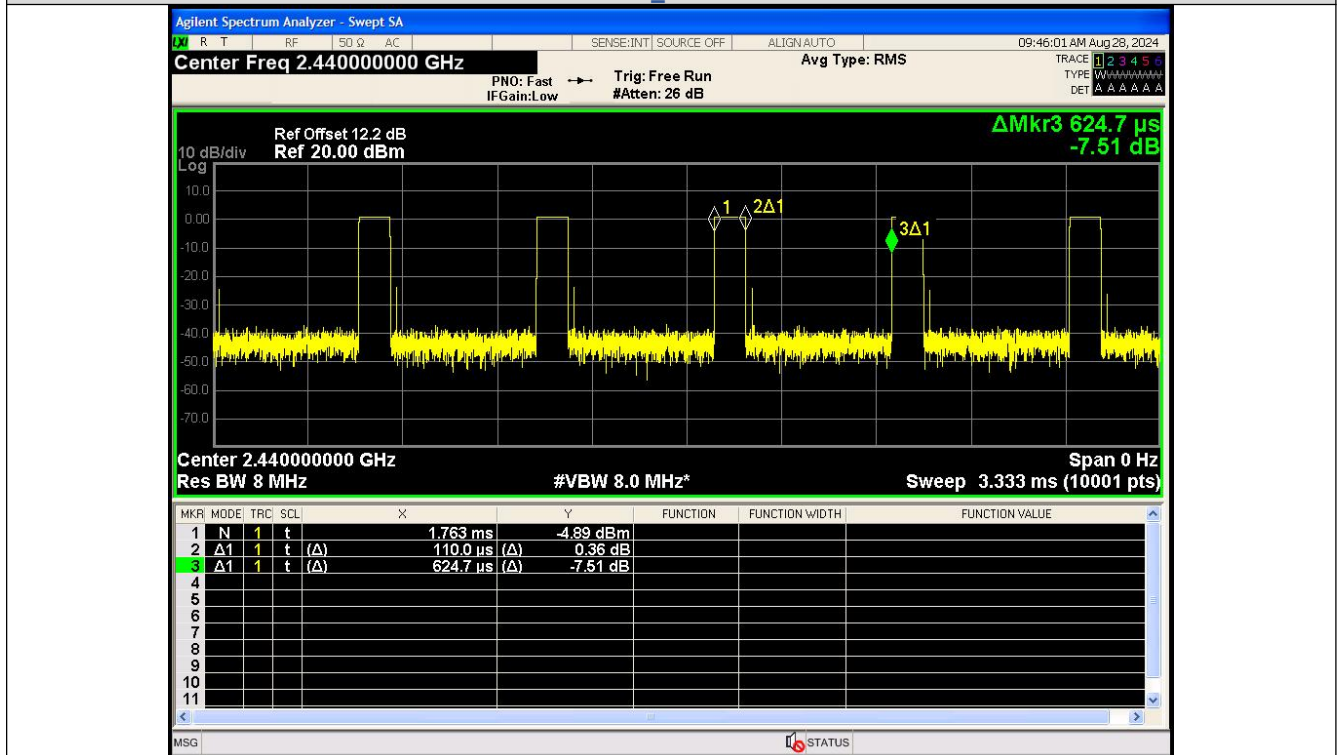 Agilent Spectrum Analyzer - Swept SA
LXI R T RF 50 Ω AC SENSE:INT SOURCE OFF ALIGN AUTO 09:46:01 AM Aug 28, 2024
Center Freq 2.440000000 GHz Avg Type: RMS TRACE 1 2 3 4 5 6
PNO: Fast Trig: Free Run TYPE W
IFGain:Low #Atten: 26 dB DET A A A A A A
ΔMkr3 624.7 µs
Ref Offset 12.2 dB
10 dB/div Ref 20.00 dBm -7.51 dB
Log
10.0
1 2Δ1
0.00
3Δ1
-10.0
-20.0
-30.0
-40.0
-50.0
-60.0
-70.0
Center 2.440000000 GHz Span 0 Hz
Res BW 8 MHz #VBW 8.0 MHz* Sweep 3.333 ms (10001 pts)
MKR MODE TRC SCL X Y FUNCTION FUNCTION WIDTH FUNCTION VALUE
1 N 1 t 1.763 ms -4.89 dBm
2 Δ1 1 t (Δ) 110.0 µs (Δ) 0.36 dB
3 Δ1 1 t (Δ) 624.7 µs (Δ) -7.51 dB
4
5
6
7
8
9
10
11
MSG STATUS